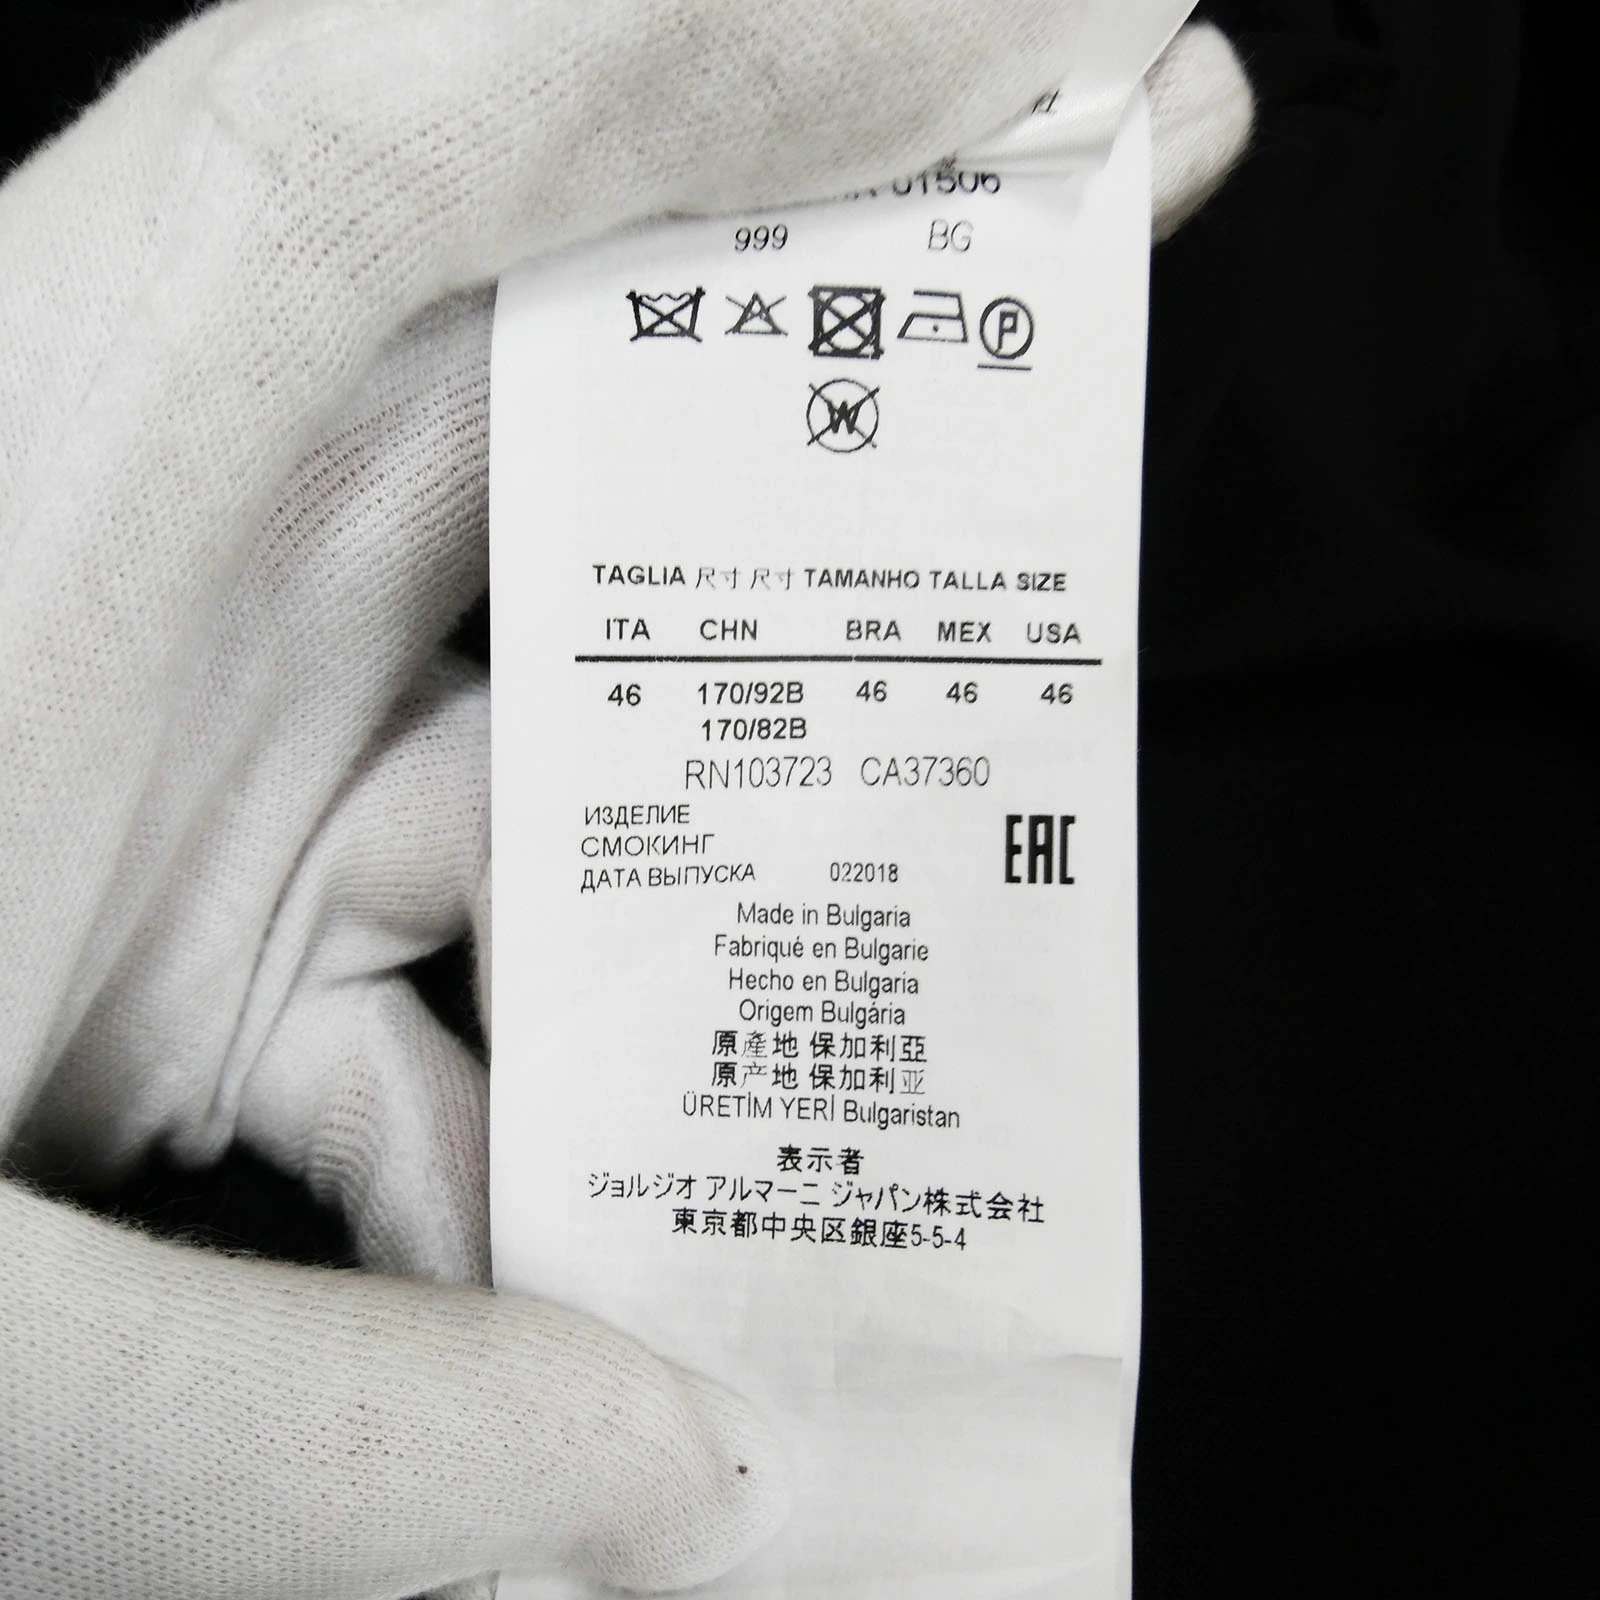 01506
999 BG
P
W
TAGLIA 尺寸 尺寸 TAMANHO TALLA SIZE
ITA CHN BRA MEX USA
46 170/92B 46 46 46
170/82B
RN103723 CA37360
ИЗДЕЛИЕ
СМОКИНГ
ДАТА ВЫПУСКА 022018
EAC
Made in Bulgaria
Fabriqué en Bulgarie
Hecho en Bulgaria
Origem Bulgária
原產地 保加利亞
原产地 保加利亚
ÜRETİM YERİ Bulgaristan
表示者
ジョルジオ アルマーニ ジャパン株式会社
東京都中央区銀座5-5-4